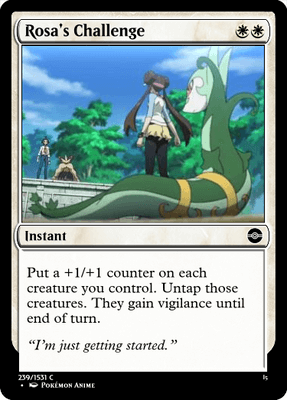 Rosa's Challenge
Instant
Put a +1/+1 counter on each
creature you control. Untap those
creatures. They gain vigilance until
end of turn.
"I'm just getting started."
239/1531 C
Is
• Pokémon Anime